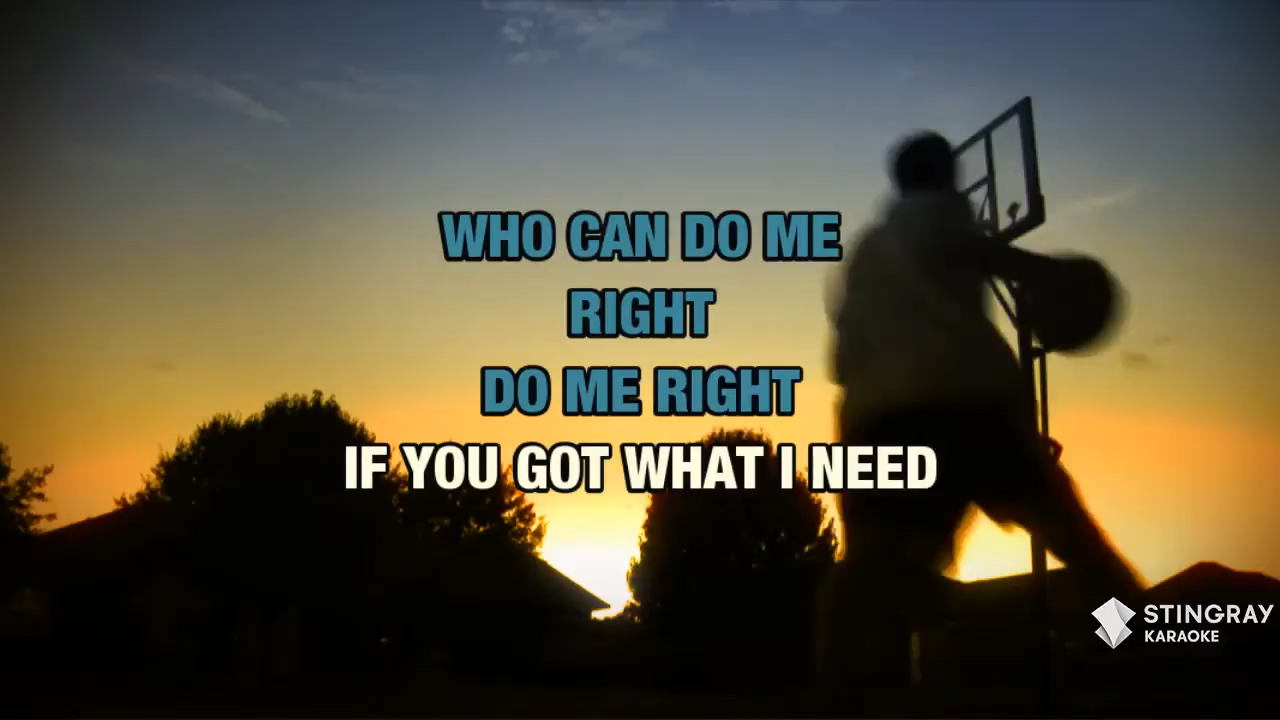 WHO CAN DO ME
RIGHT
DO ME RIGHT
IF YOU GOT WHAT I NEED
STINGRAY
KARAOKE